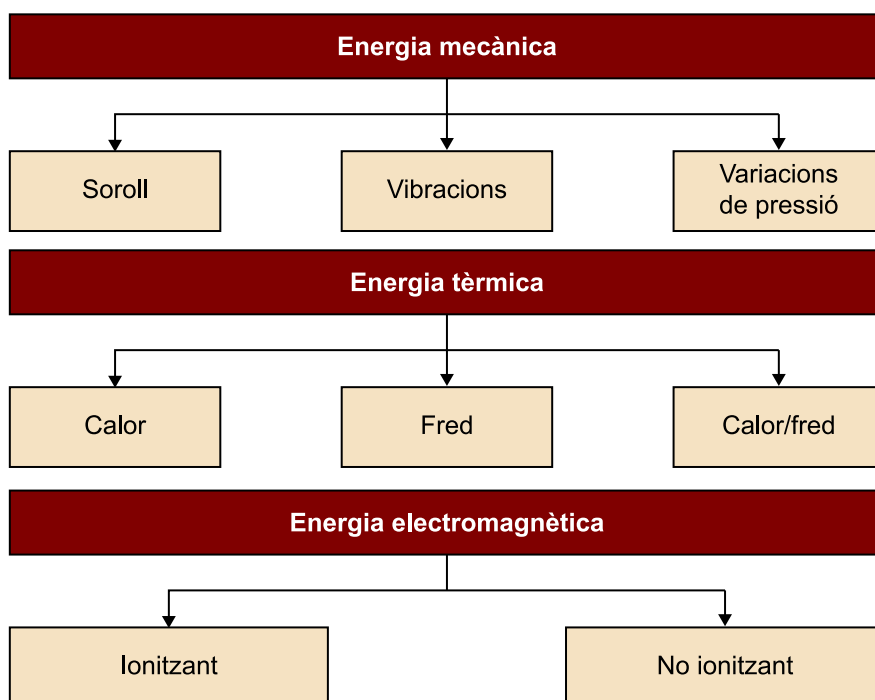 Energia mecànica
Soroll
Vibracions
Variacions
de pressió
Energia tèrmica
Calor
Fred
Calor/fred
Energia electromagnètica
Ionitzant
No ionitzant